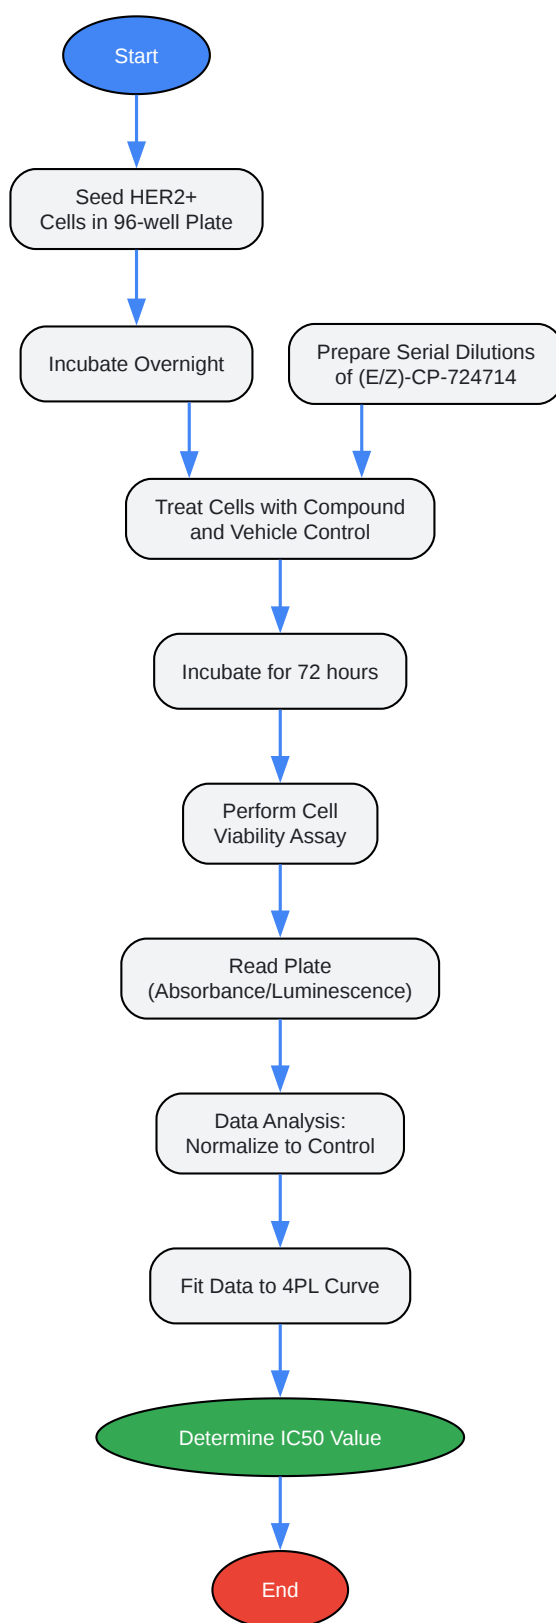 Start
Seed HER2+
Cells in 96-well Plate
Incubate Overnight
Prepare Serial Dilutions
of (E/Z)-CP-724714
Treat Cells with Compound
and Vehicle Control
Incubate for 72 hours
Perform Cell
Viability Assay
Read Plate
(Absorbance/Luminescence)
Data Analysis:
Normalize to Control
Fit Data to 4PL Curve
Determine IC50 Value
End